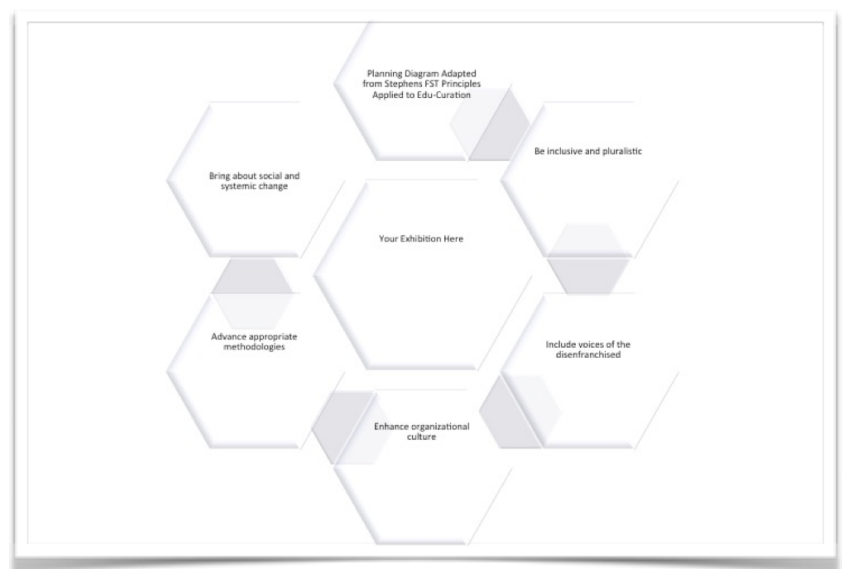 Planning Diagram Adapted
from Stephens FST Principles
Applied to Edu-Curation
Be inclusive and pluralistic
Include voices of the
disenfranchised
Enhance organizational
culture
Advance appropriate
methodologies
Bring about social and
systemic change
Your Exhibition Here